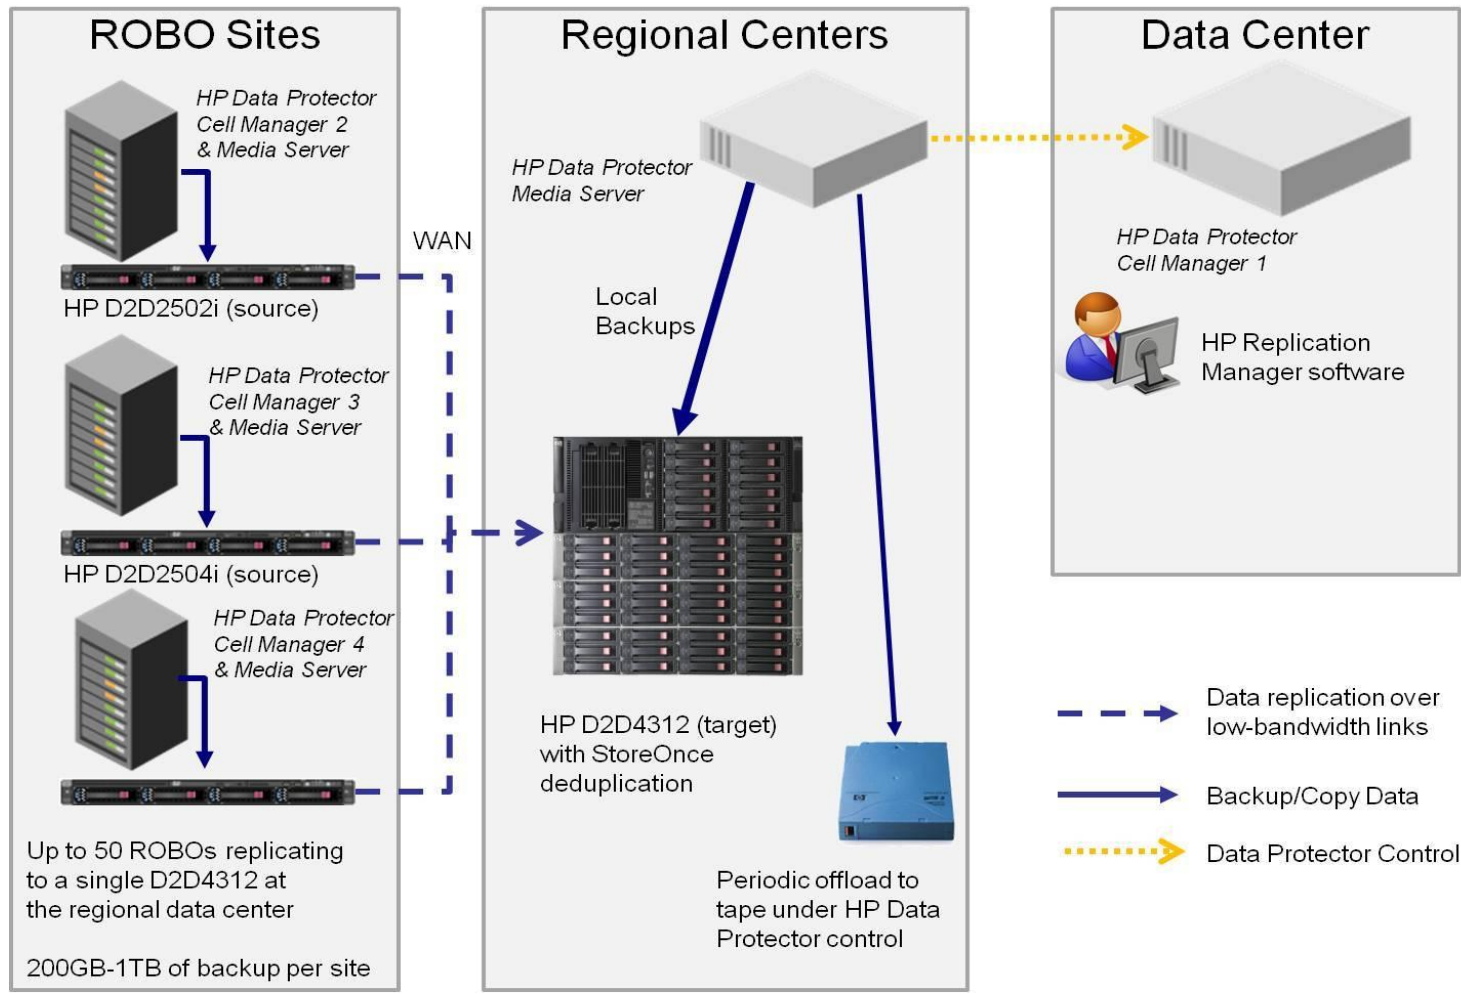 ROBO Sites
HP Data Protector
Cell Manager 2
& Media Server
HP D2D2502i (source)
HP Data Protector
Cell Manager 3
& Media Server
HP D2D2504i (source)
HP Data Protector
Cell Manager 4
& Media Server
Up to 50 ROBOs replicating
to a single D2D4312 at
the regional data center
200GB-1TB of backup per site
WAN
Regional Centers
HP Data Protector
Media Server
Local
Backups
HP D2D4312 (target)
with StoreOnce
deduplication
Periodic offload to
tape under HP Data
Protector control
Data Center
HP Data Protector
Cell Manager 1
HP Replication
Manager software
Data replication over
low-bandwidth links
Backup/Copy Data
Data Protector Control